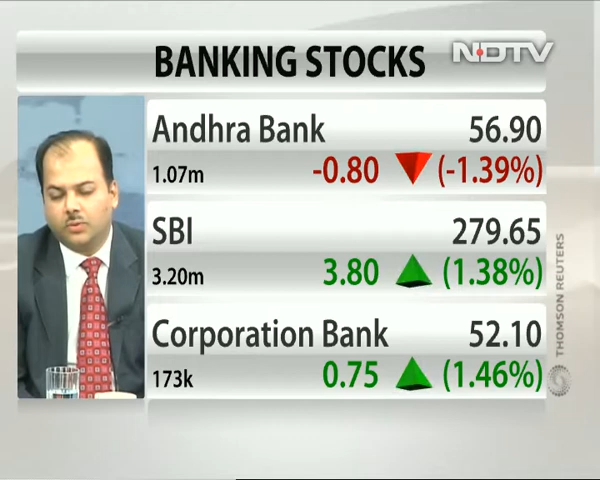 NDTV
BANKING STOCKS
Andhra Bank 56.90
1.07m -0.80 (-1.39%)
SBI 279.65
3.20m 3.80 (1.38%)
Corporation Bank 52.10
173k 0.75 (1.46%)
THOMSON REUTERS